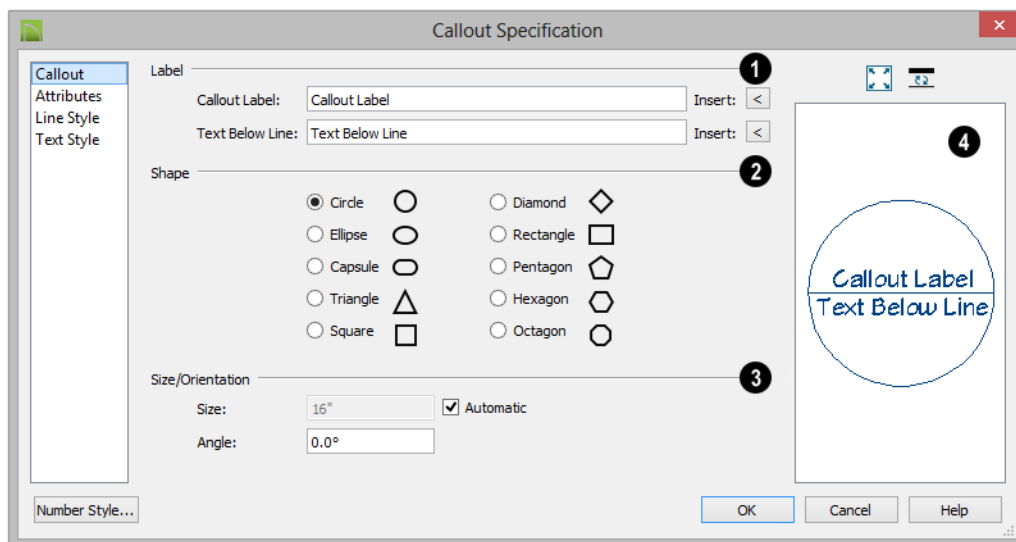 Callout Specification
Callout
Attributes
Line Style
Text Style
Label 1
Callout Label: Callout Label Insert: <
Text Below Line: Text Below Line Insert: <
Shape 2
Circle Diamond
Ellipse Rectangle
Capsule Pentagon
Triangle Hexagon
Square Octagon
Size/Orientation 3
Size: 16" Automatic
Angle: 0.0°
4
Callout Label
Text Below Line
Number Style... OK Cancel Help